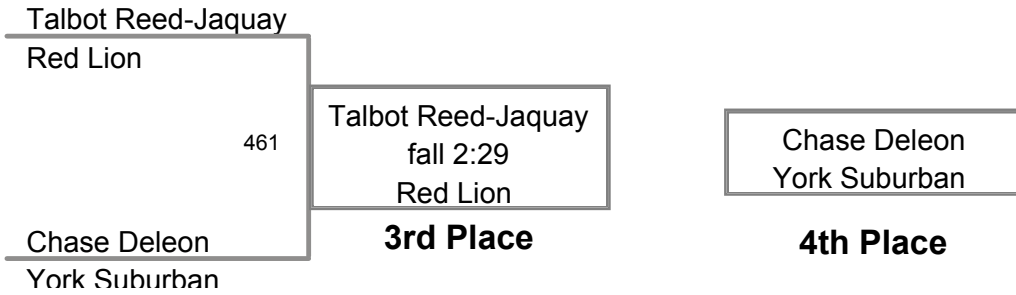 Talbot Reed-Jaquay
Red Lion
461
Talbot Reed-Jaquay
fall 2:29
Red Lion
3rd Place
Chase Deleon
York Suburban
4th Place
Chase Deleon
York Suburban